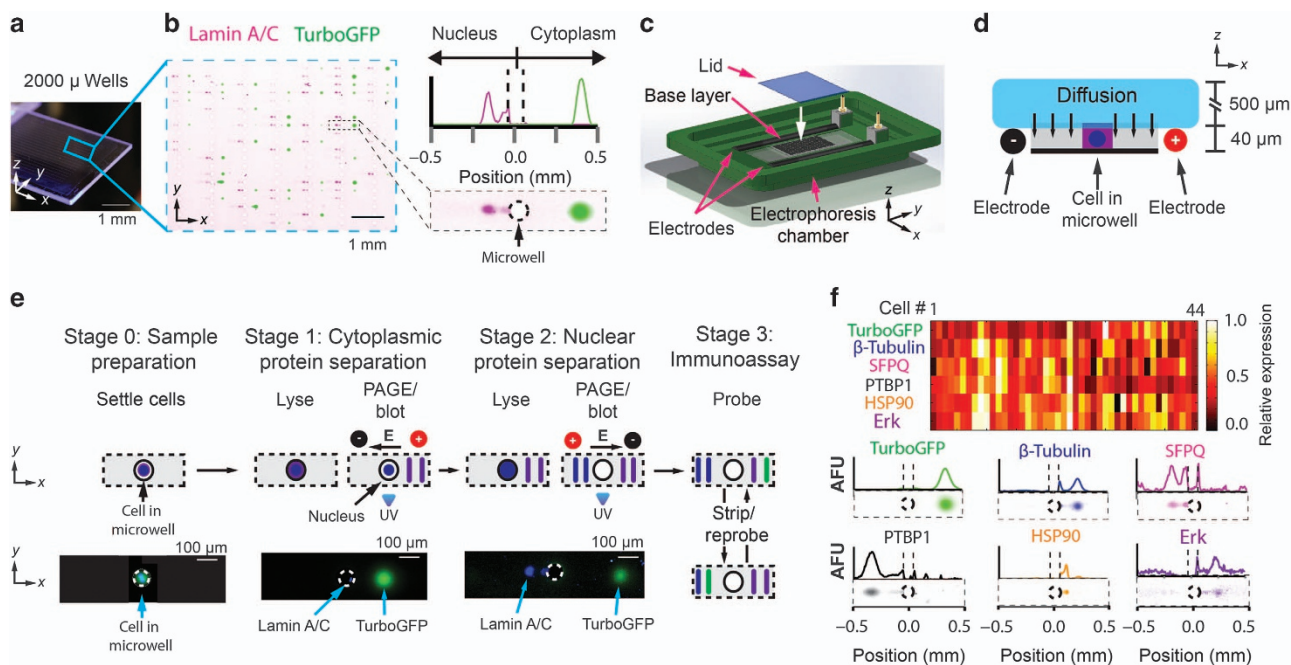 a
2000 μ Wells
z
y
x
1 mm
b
Lamin A/C TurboGFP
y
x
1 mm
Nucleus Cytoplasm
−0.5 0.0 0.5
Position (mm)
Microwell
c
Lid
Base layer
Electrodes
Electrophoresis
chamber
z
y
x
d
z
x
Diffusion
500 μm
40 μm
- +
Electrode
Cell in
microwell
Electrode
e
Stage 0: Sample
preparation
Settle cells
Stage 1: Cytoplasmic
protein separation
Lyse
PAGE/
blot
- E +
Stage 2: Nuclear
protein separation
Lyse
PAGE/
blot
+ E -
Stage 3:
Immunoassay
Probe
y
x
Cell in
microwell
Nucleus
UV
UV
Strip/
reprobe
y
x
100 μm
Cell in
microwell
100 μm
Lamin A/C
TurboGFP
100 μm
Lamin A/C
TurboGFP
f
Cell # 1 44
TurboGFP
β-Tubulin
SFPQ
PTBP1
HSP90
Erk
1.0
0.5
0.0
Relative expression
TurboGFP
β-Tubulin
SFPQ
AFU
PTBP1
HSP90
Erk
AFU
−0.5 0.0 0.5
Position (mm)
−0.5 0.0 0.5
Position (mm)
−0.5 0.0 0.5
Position (mm)